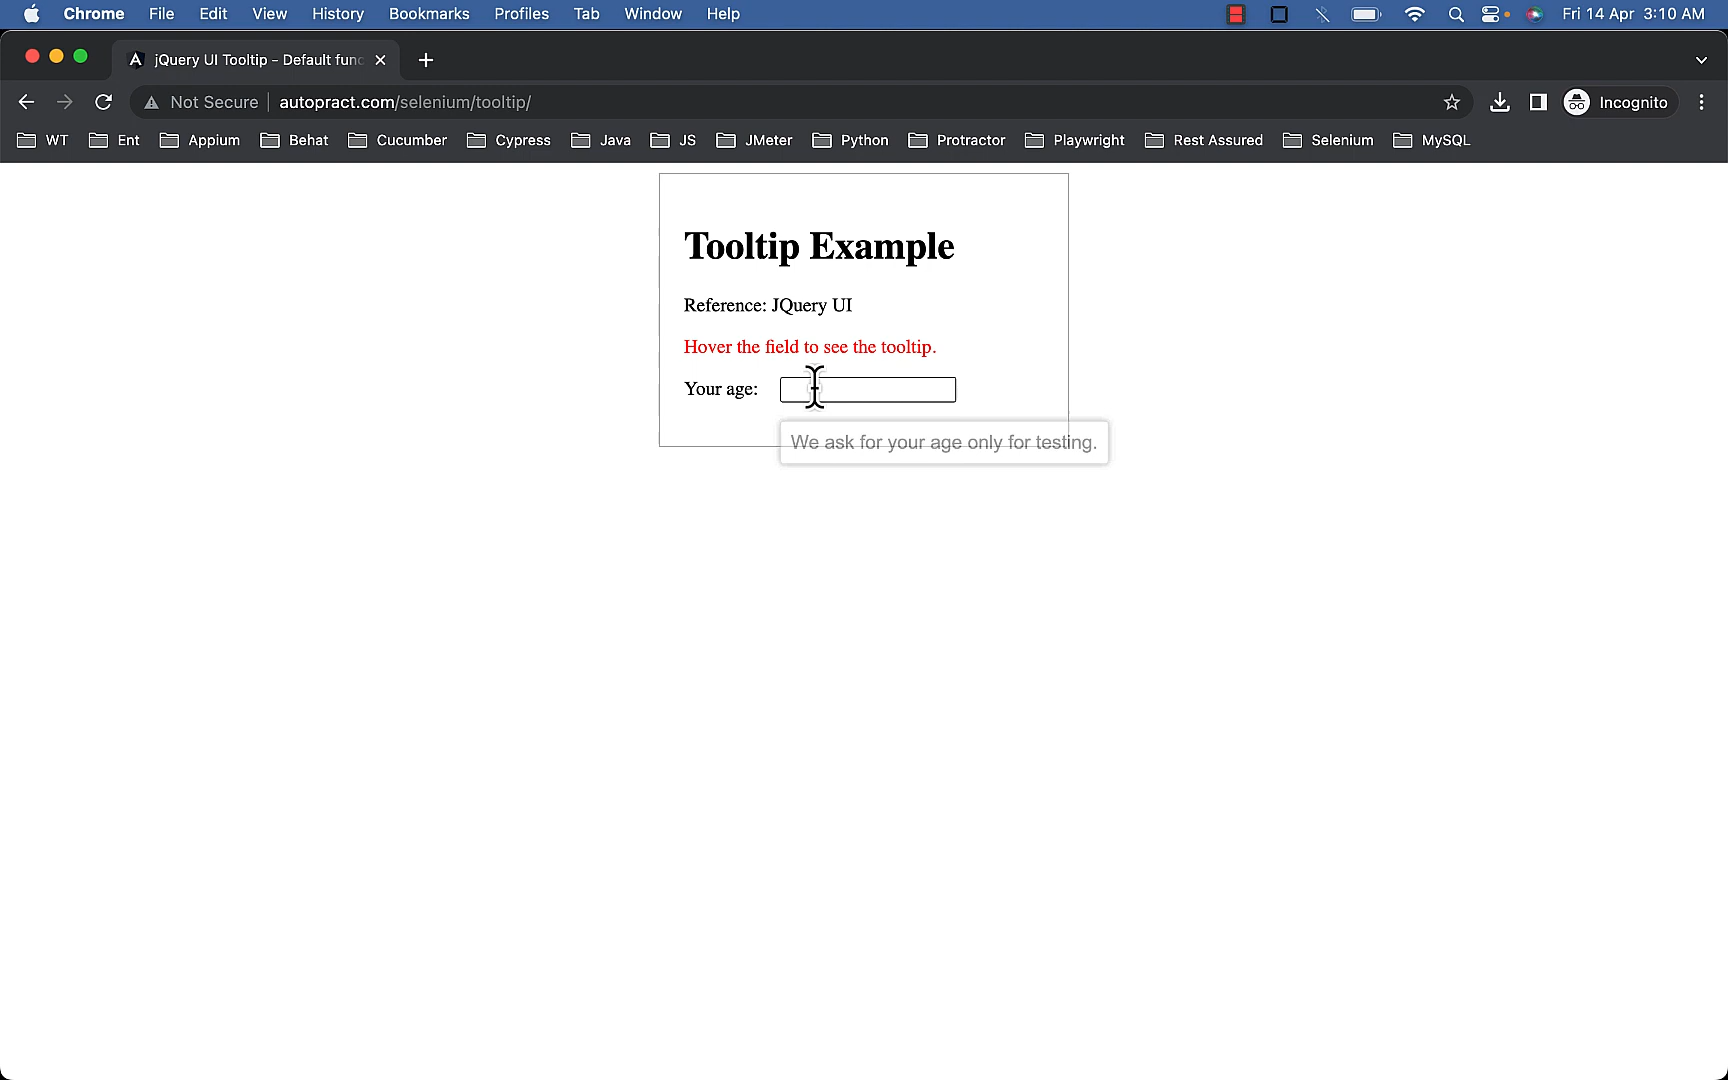 Chrome File Edit View History Bookmarks Profiles Tab Window Help Fri 14 Apr 3:10 AM
jQuery UI Tooltip - Default func
Not Secure autopract.com/selenium/tooltip/ Incognito
WT Ent Appium Behat Cucumber Cypress Java JS JMeter Python Protractor Playwright Rest Assured Selenium MySQL
Tooltip Example
Reference: JQuery UI
Hover the field to see the tooltip.
Your age:
We ask for your age only for testing.